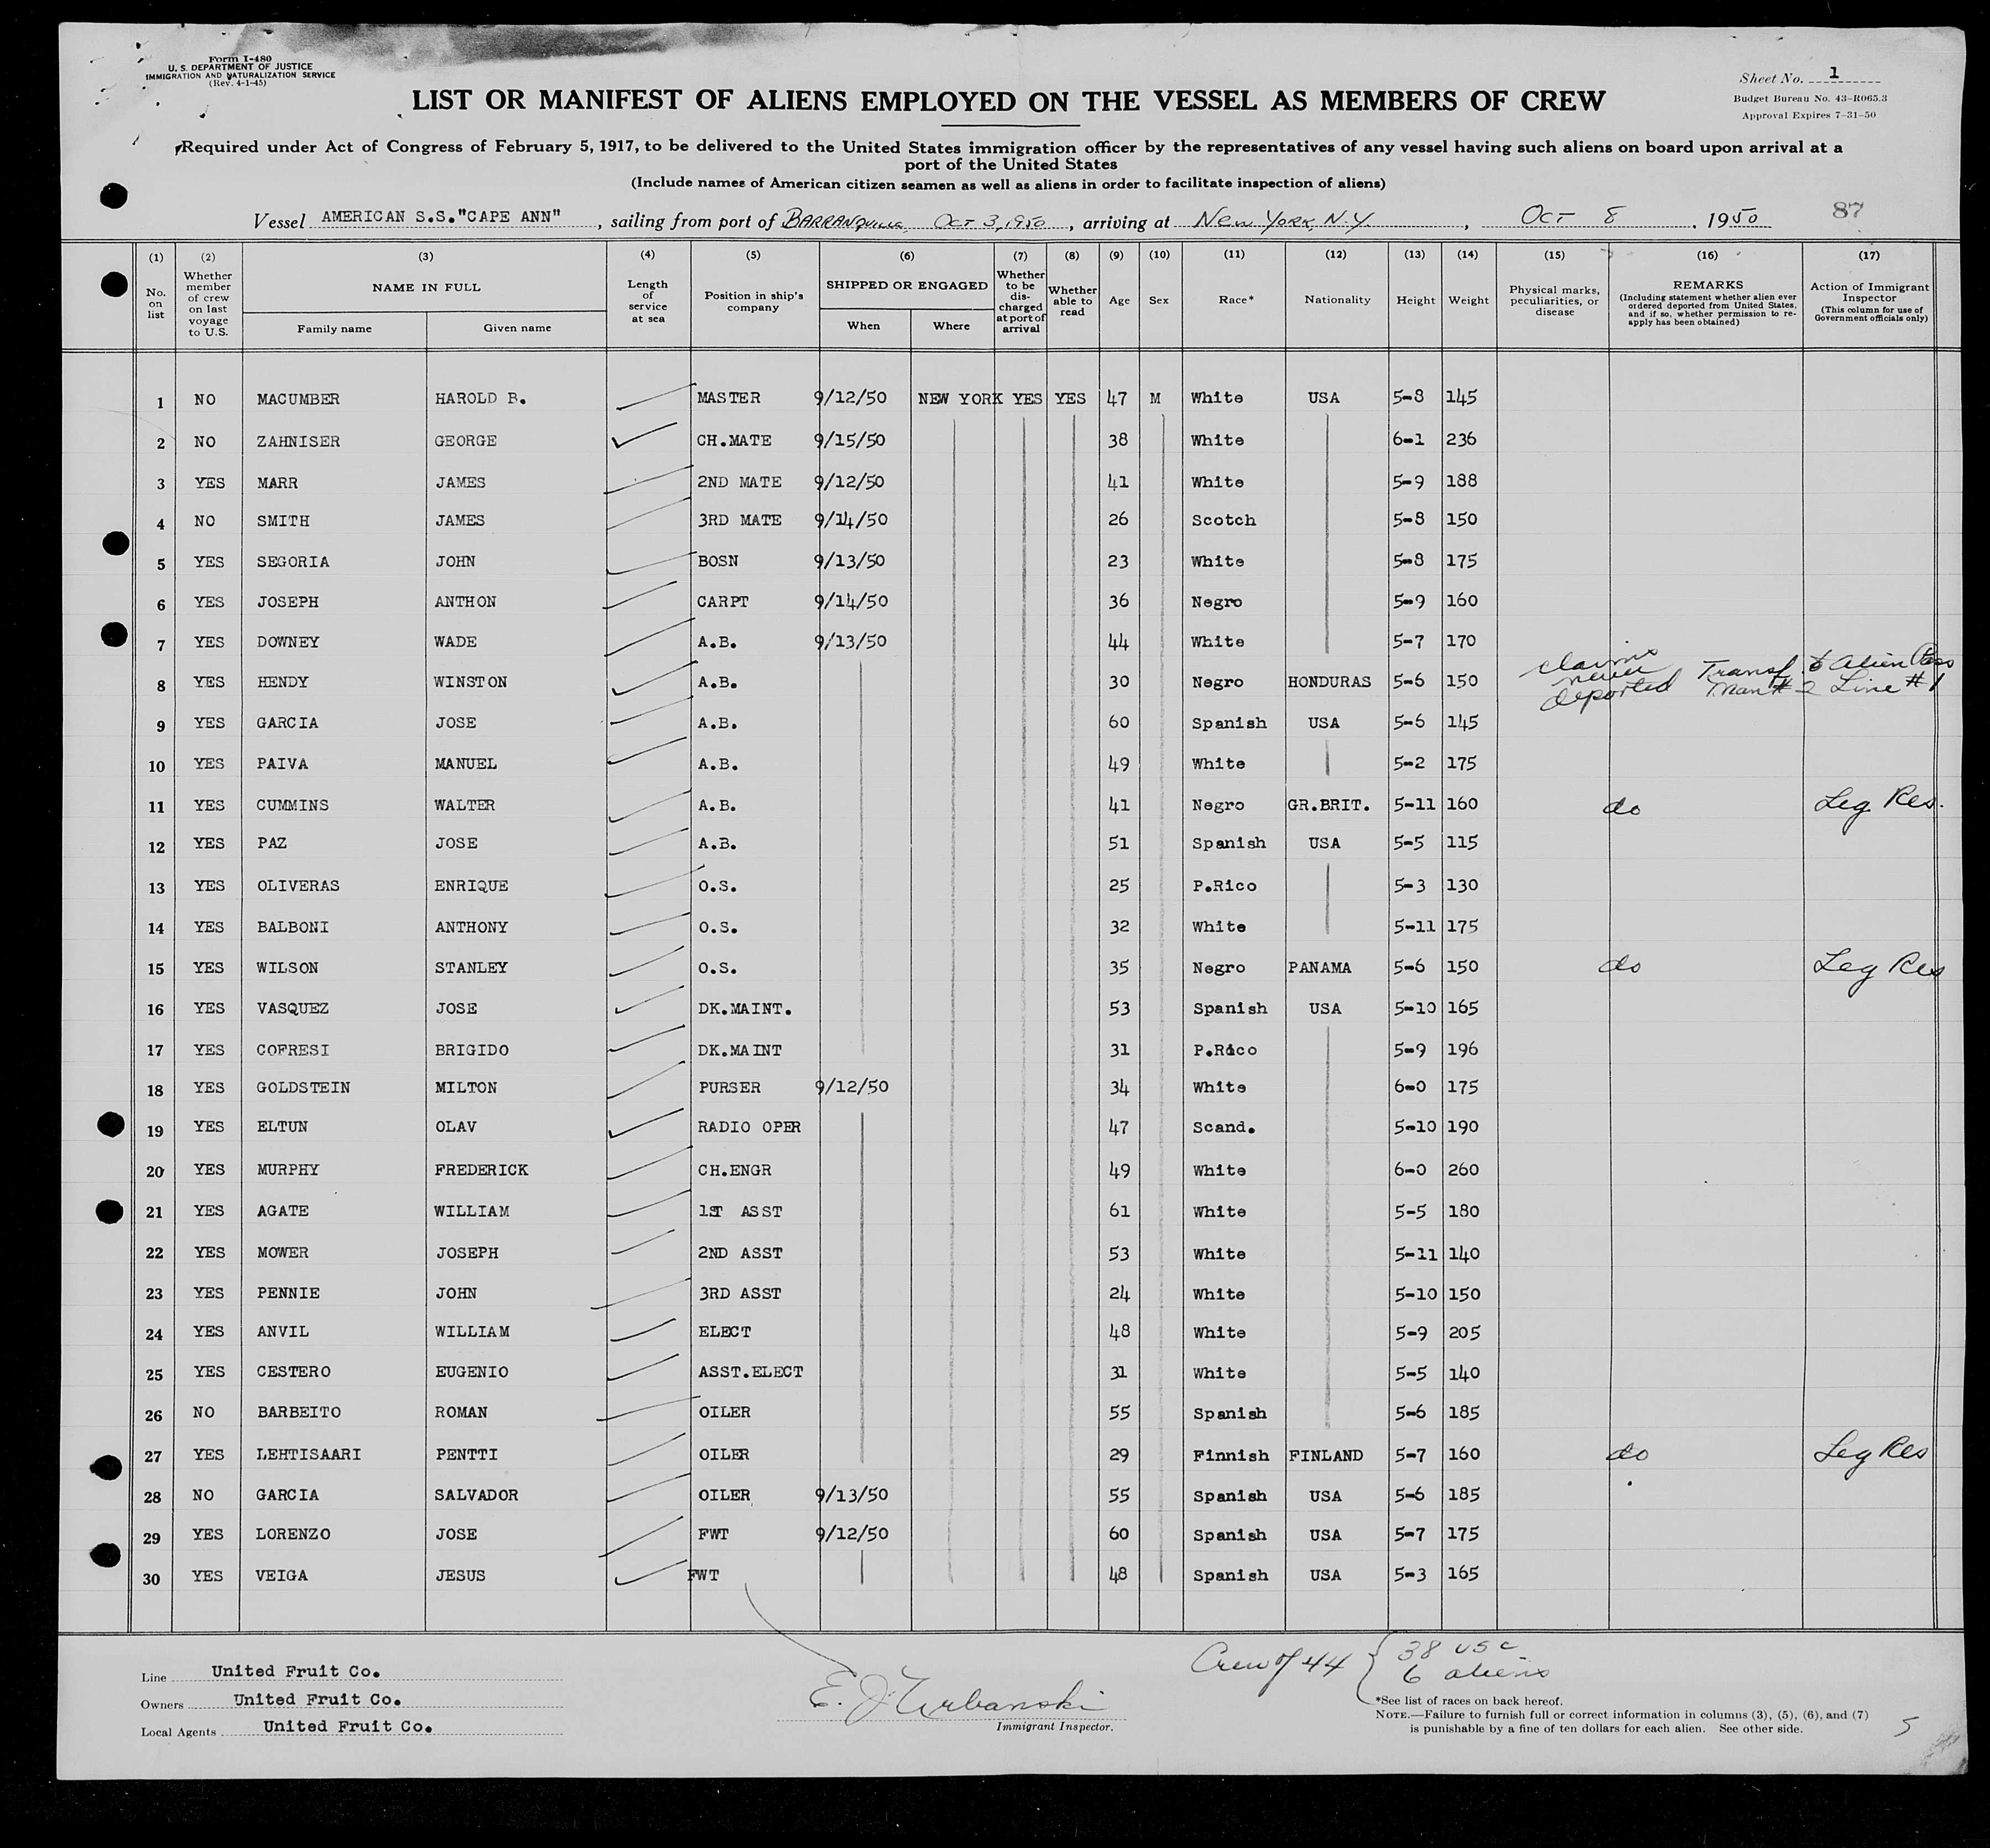 Form I-480
U. S. DEPARTMENT OF JUSTICE
IMMIGRATION AND NATURALIZATION SERVICE
(Rev. 4-1-45)
Sheet No. 1
Budget Bureau No. 43-R065.3
Approval Expires 7-31-50
LIST OR MANIFEST OF ALIENS EMPLOYED ON THE VESSEL AS MEMBERS OF CREW
Required under Act of Congress of February 5, 1917, to be delivered to the United States immigration officer by the representatives of any vessel having such aliens on board upon arrival at a
port of the United States
(Include names of American citizen seamen as well as aliens in order to facilitate inspection of aliens)
Vessel AMERICAN S.S."CAPE ANN", sailing from port of BARRANQUILLA, OCT 3, 1950, arriving at New York, N.Y., OCT 8, 1950 87
(1) (2) (3) (4) (5) (6) (7) (8) (9) (10) (11) (12) (13) (14) (15) (16) (17)
No. on list
Whether member of crew on last voyage to U.S.
NAME IN FULL
Family name Given name
Length of service at sea
Position in ship's company
SHIPPED OR ENGAGED
When Where
Whether to be discharged at port of arrival
Whether able to read
Age
Sex
Race*
Nationality
Height
Weight
Physical marks, peculiarities, or disease
REMARKS
(Including statement whether alien ever ordered deported from United States, and if so, whether permission to re-apply has been obtained)
Action of Immigrant Inspector
(This column for use of Government officials only)
1 NO MACUMBER HAROLD B. MASTER 9/12/50 NEW YORK YES YES 47 M White USA 5-8 145
2 NO ZAHNISER GEORGE CH.MATE 9/15/50 38 White 6-1 236
3 YES MARR JAMES 2ND MATE 9/12/50 41 White 5-9 188
4 NO SMITH JAMES 3RD MATE 9/14/50 26 Scotch 5-8 150
5 YES SEGORIA JOHN BOSN 9/13/50 23 White 5-8 175
6 YES JOSEPH ANTHON CARPT 9/14/50 36 Negro 5-9 160
7 YES DOWNEY WADE A.B. 9/13/50 44 White 5-7 170
8 YES HENDY WINSTON A.B. 30 Negro HONDURAS 5-6 150 claims never deported Transf. to Alien Pass Man # 2 Line # 1
9 YES GARCIA JOSE A.B. 60 Spanish USA 5-6 145
10 YES PAIVA MANUEL A.B. 49 White 5-2 175
11 YES CUMMINS WALTER A.B. 41 Negro GR.BRIT. 5-11 160 do Leg Res.
12 YES PAZ JOSE A.B. 51 Spanish USA 5-5 115
13 YES OLIVERAS ENRIQUE O.S. 25 P.Rico 5-3 130
14 YES BALBONI ANTHONY O.S. 32 White 5-11 175
15 YES WILSON STANLEY O.S. 35 Negro PANAMA 5-6 150 do Leg Res
16 YES VASQUEZ JOSE DK.MAINT. 53 Spanish USA 5-10 165
17 YES COFRESI BRIGIDO DK.MAINT 31 P.Rico 5-9 196
18 YES GOLDSTEIN MILTON PURSER 9/12/50 34 White 6-0 175
19 YES ELTUN OLAV RADIO OPER 47 Scand. 5-10 190
20 YES MURPHY FREDERICK CH.ENGR 49 White 6-0 260
21 YES AGATE WILLIAM 1ST ASST 61 White 5-5 180
22 YES MOWER JOSEPH 2ND ASST 53 White 5-11 140
23 YES PENNIE JOHN 3RD ASST 24 White 5-10 150
24 YES ANVIL WILLIAM ELECT 48 White 5-9 205
25 YES CESTERO EUGENIO ASST.ELECT 31 White 5-5 140
26 NO BARBEITO ROMAN OILER 55 Spanish 5-6 185
27 YES LEHTISAARI PENTTI OILER 29 Finnish FINLAND 5-7 160 do Leg Res
28 NO GARCIA SALVADOR OILER 9/13/50 55 Spanish USA 5-6 185
29 YES LORENZO JOSE FWT 9/12/50 60 Spanish USA 5-7 175
30 YES VEIGA JESUS FWT 48 Spanish USA 5-3 165
Line United Fruit Co.
Owners United Fruit Co.
Local Agents United Fruit Co.
E. J. Urbanski
Immigrant Inspector.
Crew of 44 { 38 USC
6 aliens
*See list of races on back hereof.
NOTE.—Failure to furnish full or correct information in columns (3), (5), (6), and (7)
is punishable by a fine of ten dollars for each alien. See other side.
5